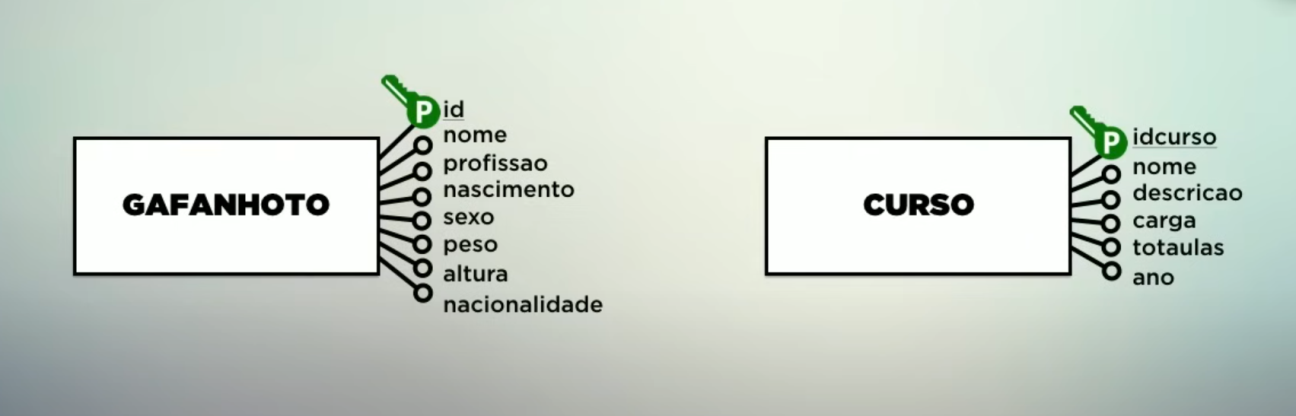 GAFANHOTO
P id
nome
profissao
nascimento
sexo
peso
altura
nacionalidade
CURSO
P idcurso
nome
descricao
carga
totaulas
ano